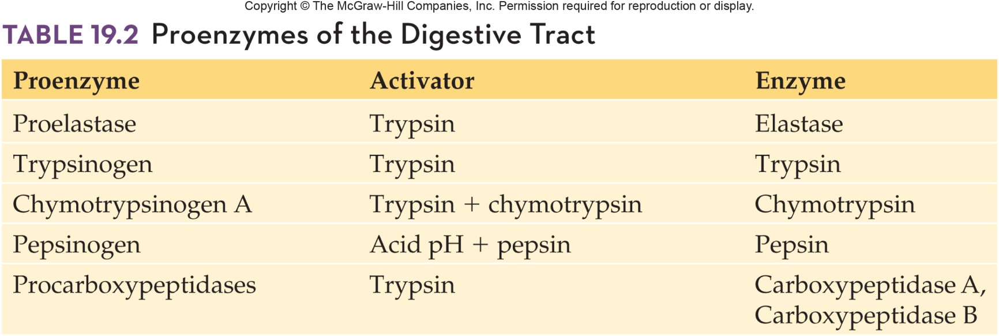 Copyright © The McGraw-Hill Companies, Inc. Permission required for reproduction or display.
TABLE 19.2 Proenzymes of the Digestive Tract
Proenzyme Activator Enzyme
Proelastase Trypsin Elastase
Trypsinogen Trypsin Trypsin
Chymotrypsinogen A Trypsin + chymotrypsin Chymotrypsin
Pepsinogen Acid pH + pepsin Pepsin
Procarboxypeptidases Trypsin Carboxypeptidase A,
Carboxypeptidase B